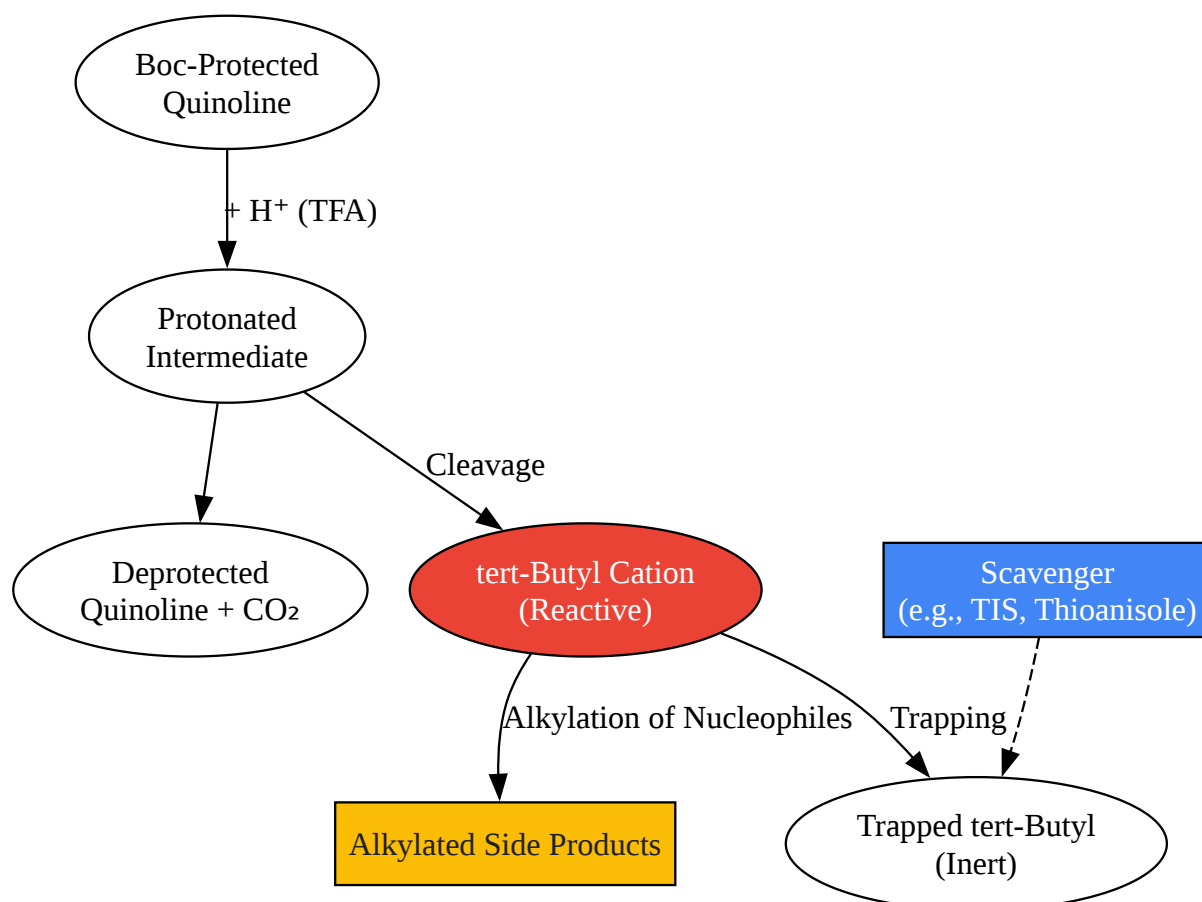 Boc-Protected
Quinoline
+ H⁺ (TFA)
Protonated
Intermediate
Cleavage
Deprotected
Quinoline + CO₂
tert-Butyl Cation
(Reactive)
Scavenger
(e.g., TIS, Thioanisole)
Alkylation of Nucleophiles
Trapping
Alkylated Side Products
Trapped tert-Butyl
(Inert)